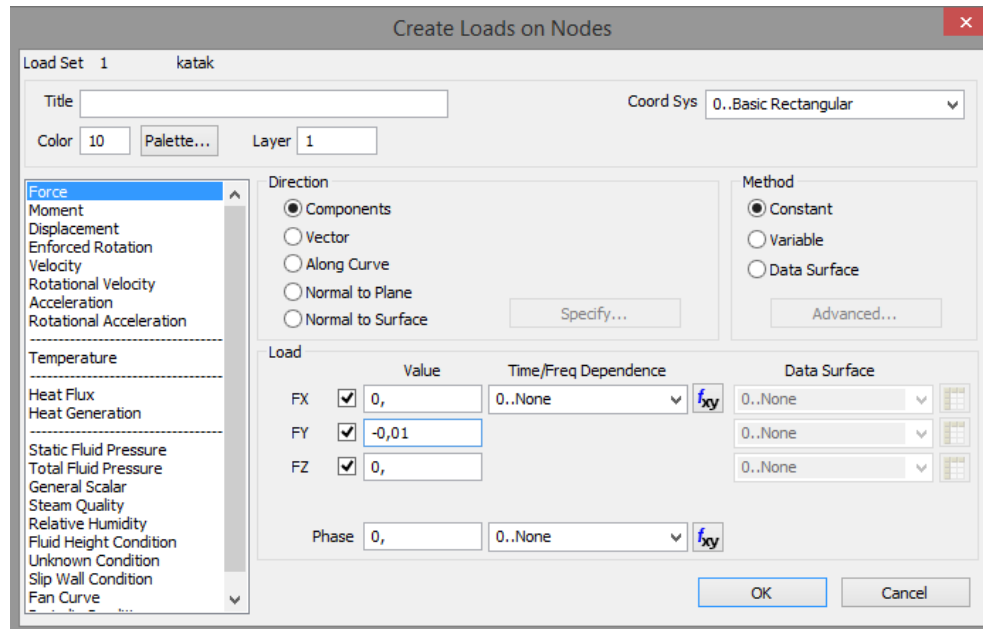 Create Loads on Nodes
Load Set 1 katak
Title
Coord Sys 0..Basic Rectangular
Color 10 Palette... Layer 1
Force
Moment
Displacement
Enforced Rotation
Velocity
Rotational Velocity
Acceleration
Rotational Acceleration
Temperature
Heat Flux
Heat Generation
Static Fluid Pressure
Total Fluid Pressure
General Scalar
Steam Quality
Relative Humidity
Fluid Height Condition
Unknown Condition
Slip Wall Condition
Fan Curve
Direction
Components
Vector
Along Curve
Normal to Plane
Normal to Surface
Specify...
Method
Constant
Variable
Data Surface
Advanced...
Load
Value Time/Freq Dependence Data Surface
FX 0, 0..None fxy 0..None
FY -0,01 0..None
FZ 0, 0..None
Phase 0, 0..None fxy
OK Cancel